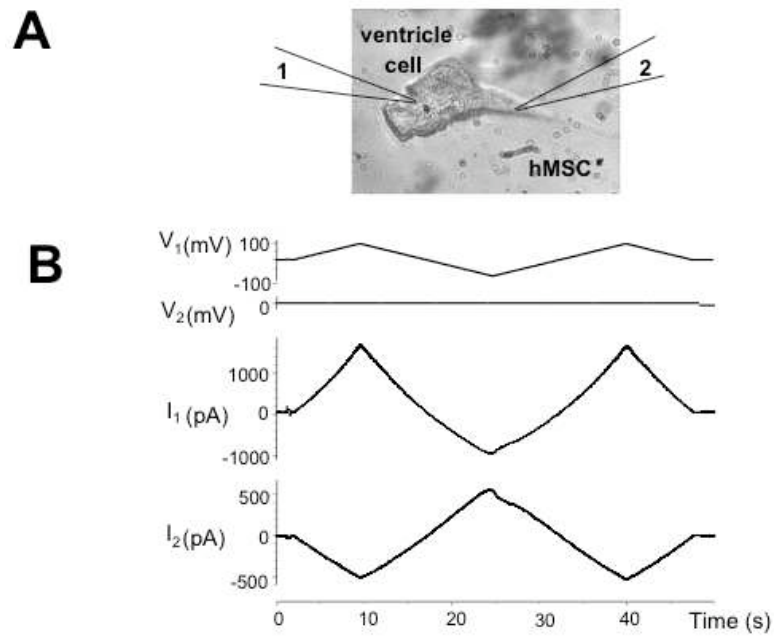 A
ventricle
cell
1
2
hMSC
B
V₁(mV)
100
-100
V₂(mV)
0
I₁(pA)
1000
0
-1000
I₂(pA)
500
0
-500
0 10 20 30 40 Time (s)